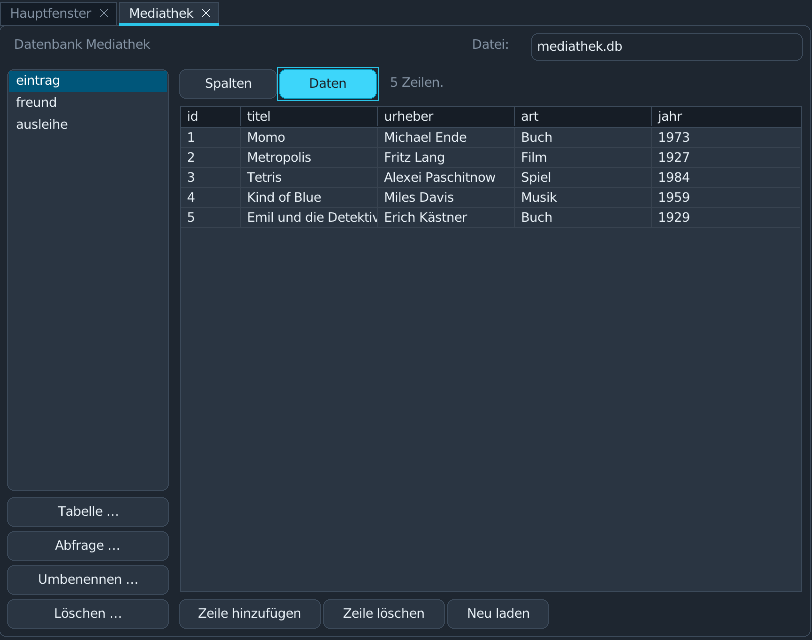 Hauptfenster
Mediathek
Datenbank Mediathek
Datei:
mediathek.db
eintrag
freund
ausleihe
Spalten
Daten
5 Zeilen.
id titel urheber art jahr
1 Momo Michael Ende Buch 1973
2 Metropolis Fritz Lang Film 1927
3 Tetris Alexei Paschitnow Spiel 1984
4 Kind of Blue Miles Davis Musik 1959
5 Emil und die Detektiv Erich Kästner Buch 1929
Tabelle ...
Abfrage ...
Umbenennen ...
Löschen ...
Zeile hinzufügen
Zeile löschen
Neu laden